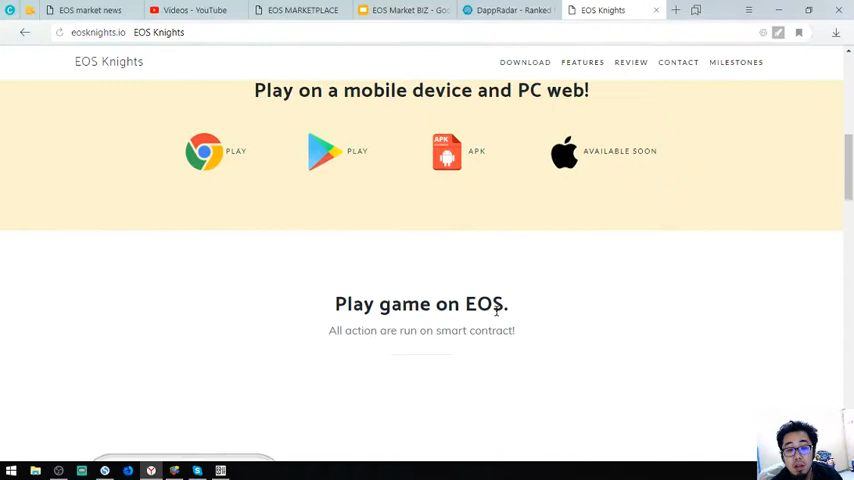 EOS market news
Videos - YouTube
EOS MARKETPLACE
EOS Market BIZ - Goo
DappRadar - Ranked
EOS Knights
eosknights.io EOS Knights
EOS Knights
DOWNLOAD FEATURES REVIEW CONTACT MILESTONES
Play on a mobile device and PC web!
PLAY
PLAY
APK
APK
AVAILABLE SOON
Play game on EOS.
All action are run on smart contract!